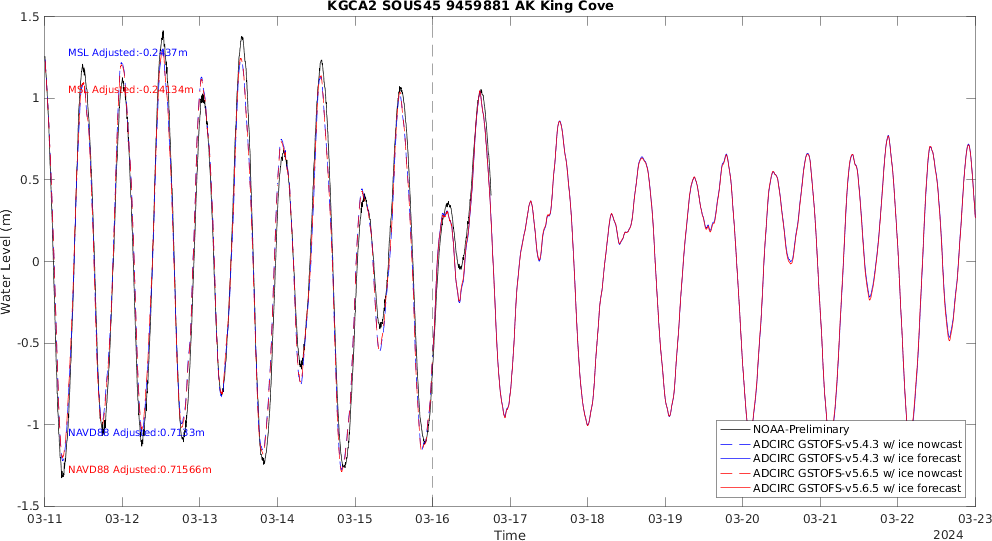 KGCA2 SOUS45 9459881 AK King Cove
Water Level (m)
1.5
1
0.5
0
-0.5
-1
-1.5
MSL Adjusted:-0.2437m
MSL Adjusted:-0.24134m
NAVD88 Adjusted:0.7133m
NAVD88 Adjusted:0.71566m
NOAA-Preliminary
ADCIRC GSTOFS-v5.4.3 w/ ice nowcast
ADCIRC GSTOFS-v5.4.3 w/ ice forecast
ADCIRC GSTOFS-v5.6.5 w/ ice nowcast
ADCIRC GSTOFS-v5.6.5 w/ ice forecast
03-11 03-12 03-13 03-14 03-15 03-16 03-17 03-18 03-19 03-20 03-21 03-22 03-23
Time
2024